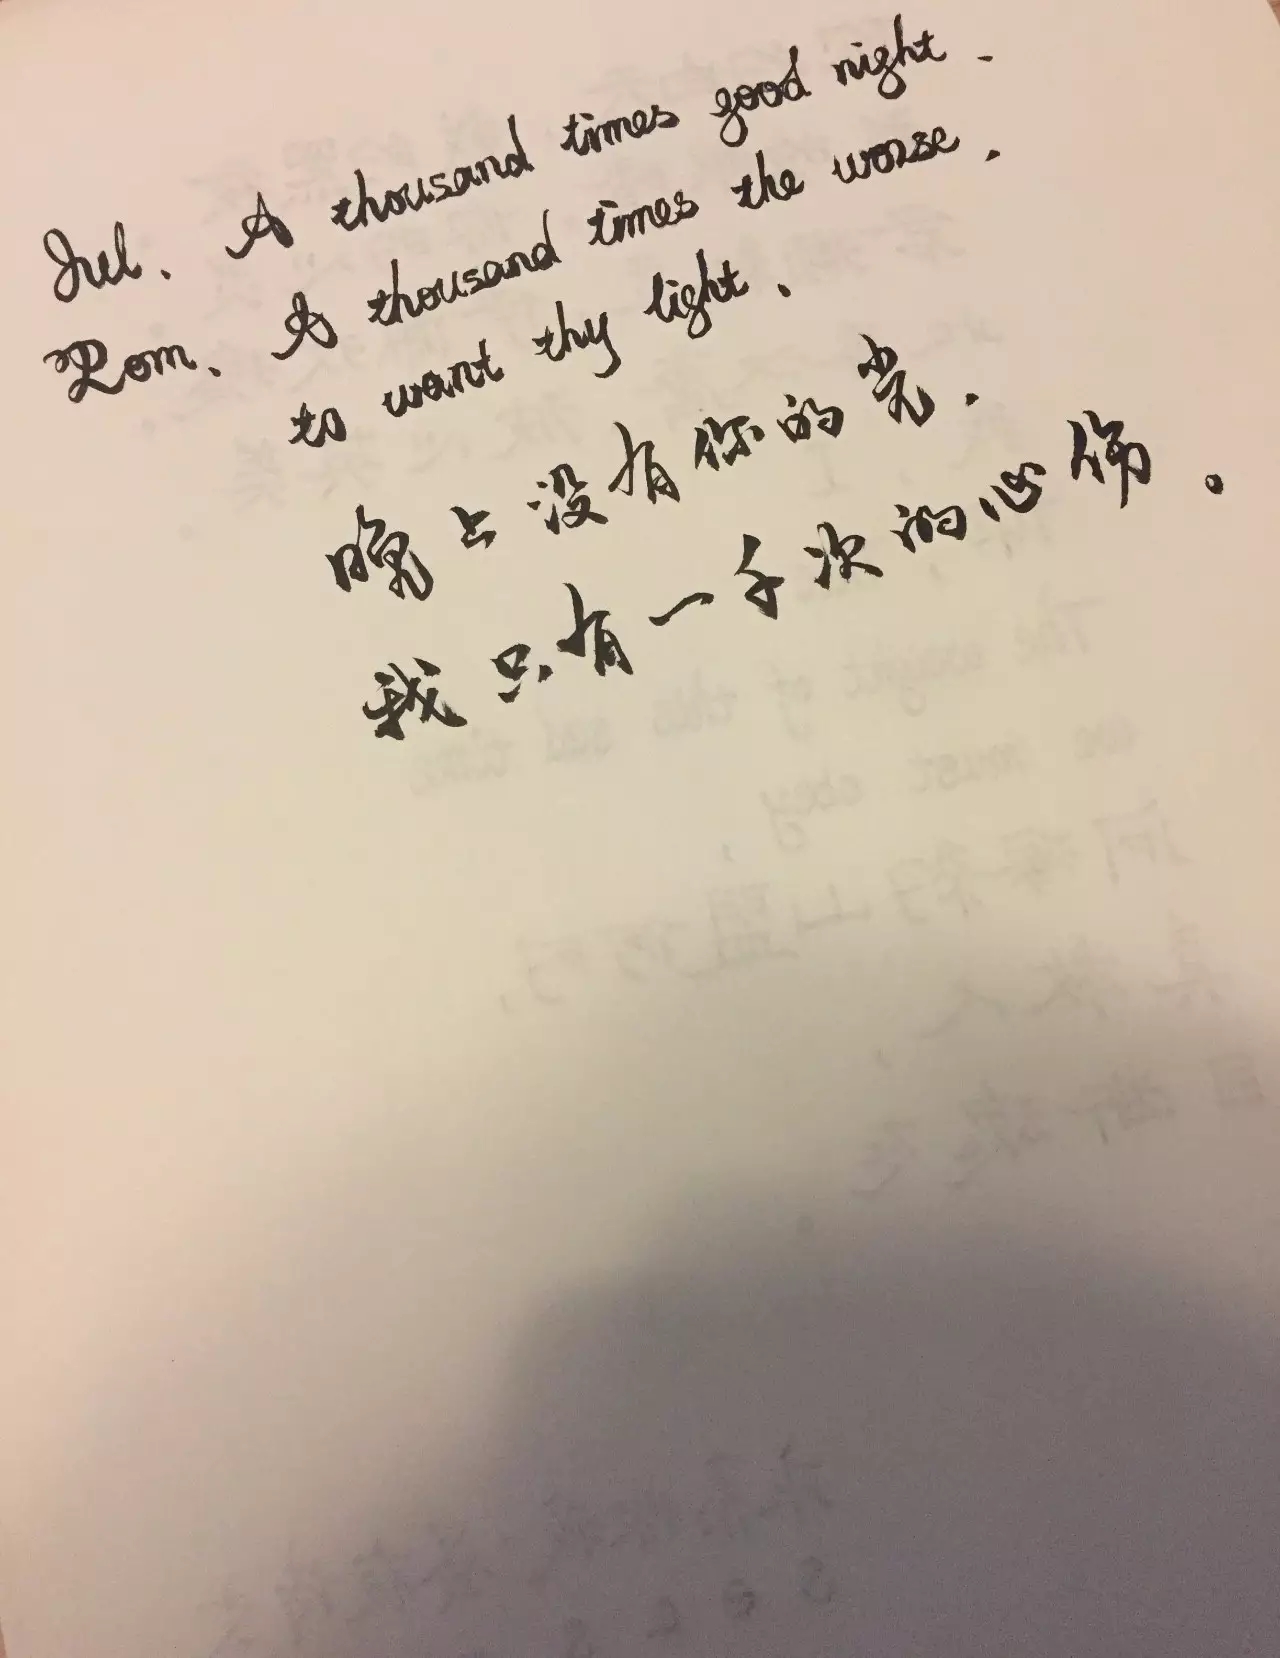 Jul. A thousand times good night.
Rom. A thousand times the worse.
to want thy light.
晚上没有你的光.
我只有一千次的心伤。